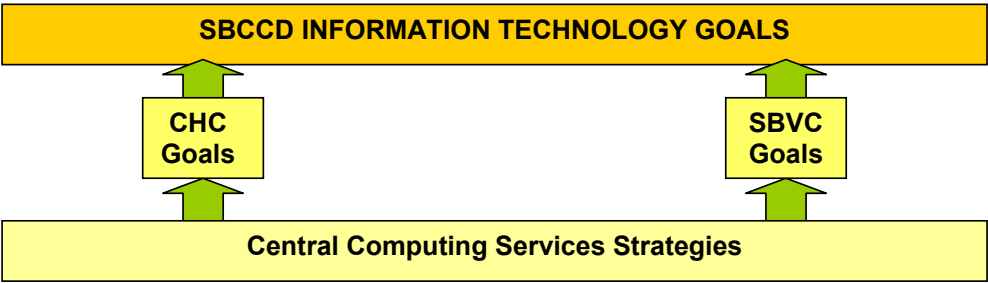 SBCCD INFORMATION TECHNOLOGY GOALS
CHC
Goals
SBVC
Goals
Central Computing Services Strategies